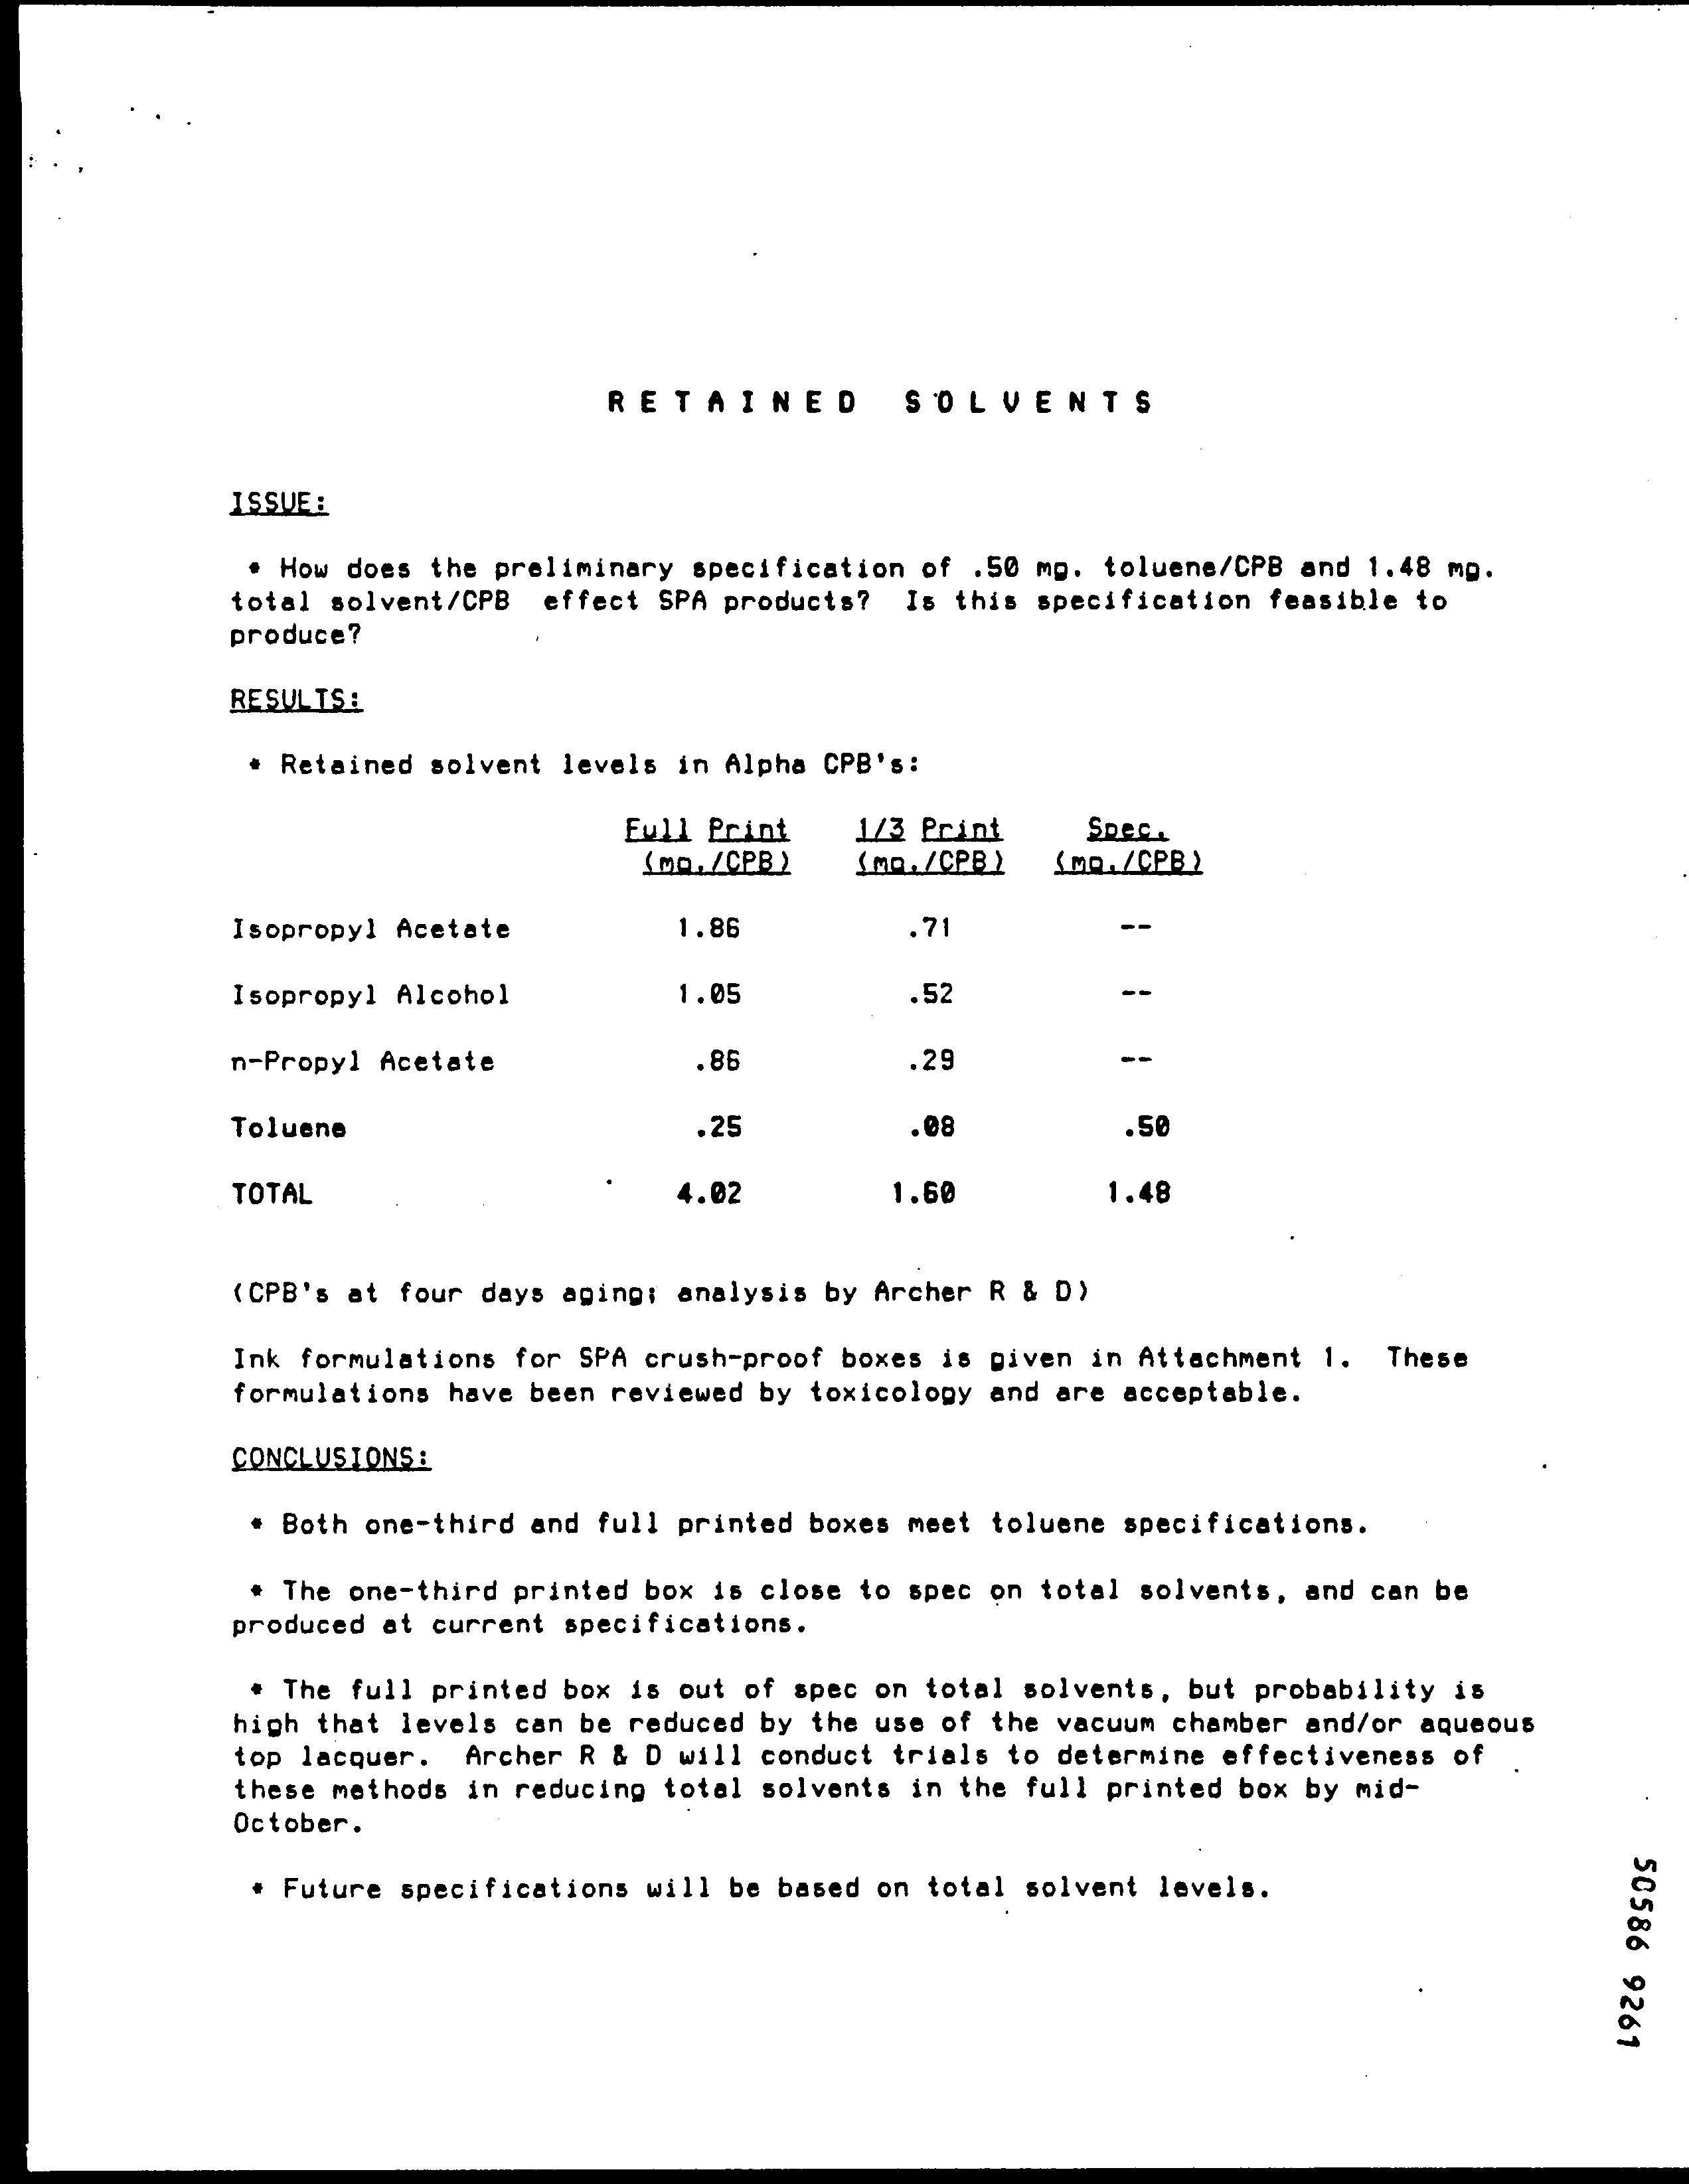 RETAINED SOLVENTS
ISSUE:
* How does the preliminary specification of .50 mg. toluene/CPB and 1.48 mg.
total solvent/CPB effect SPA products? Is this specification feasible to
produce?
RESULTS:
* Retained solvent levels in Alpha CPB's:
Full Print 1/3 Print Spec.
(mg./CPB) (mg./CPB) (mg./CPB)
Isopropyl Acetate 1.86 .71 --
Isopropyl Alcohol 1.05 .52 --
n-Propyl Acetate .86 .29 --
Toluene .25 .08 .50
TOTAL 4.02 1.60 1.48
(CPB's at four days aging; analysis by Archer R & D)
Ink formulations for SPA crush-proof boxes is given in Attachment 1. These
formulations have been reviewed by toxicology and are acceptable.
CONCLUSIONS:
* Both one-third and full printed boxes meet toluene specifications.
* The one-third printed box is close to spec on total solvents, and can be
produced at current specifications.
* The full printed box is out of spec on total solvents, but probability is
high that levels can be reduced by the use of the vacuum chamber and/or aqueous
top lacquer. Archer R & D will conduct trials to determine effectiveness of
these methods in reducing total solvents in the full printed box by mid-
October.
* Future specifications will be based on total solvent levels.
50586 9261